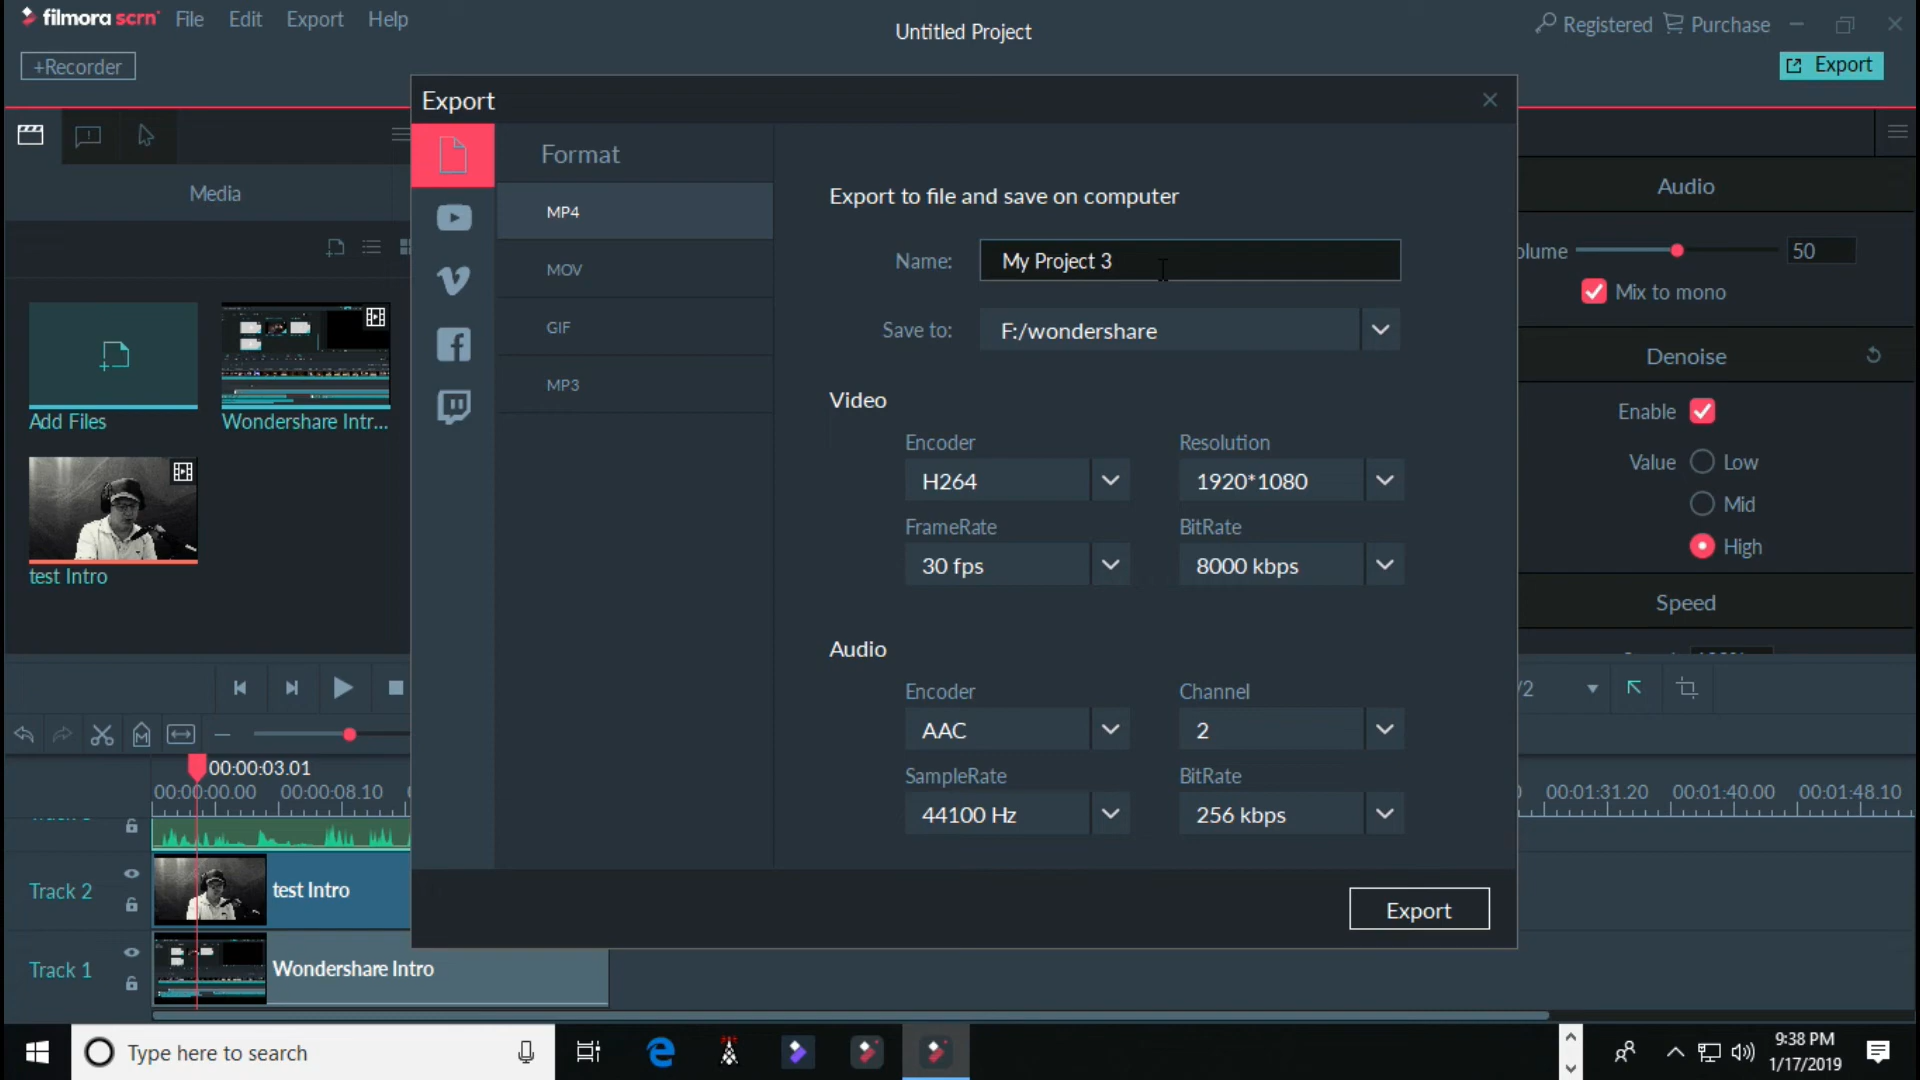 filmora scrn
File Edit Export Help
Untitled Project
Registered Purchase
+Recorder
Export
Export
Format
MP4
MOV
GIF
MP3
Export to file and save on computer
Name: My Project 3
Save to: F:/wondershare
Video
Encoder Resolution
H264 1920*1080
FrameRate BitRate
30 fps 8000 kbps
Audio
Encoder Channel
AAC 2
SampleRate BitRate
44100 Hz 256 kbps
Export
Media
Add Files
Wondershare Intr...
test Intro
Audio
50
Mix to mono
Denoise
Enable
Value Low
Mid
High
Speed
/2
00:00:03.01
00:00:00.00 00:00:08.10
00:01:31.20 00:01:40.00 00:01:48.10
Track 2 test Intro
Track 1 Wondershare Intro
Type here to search
9:38 PM
1/17/2019